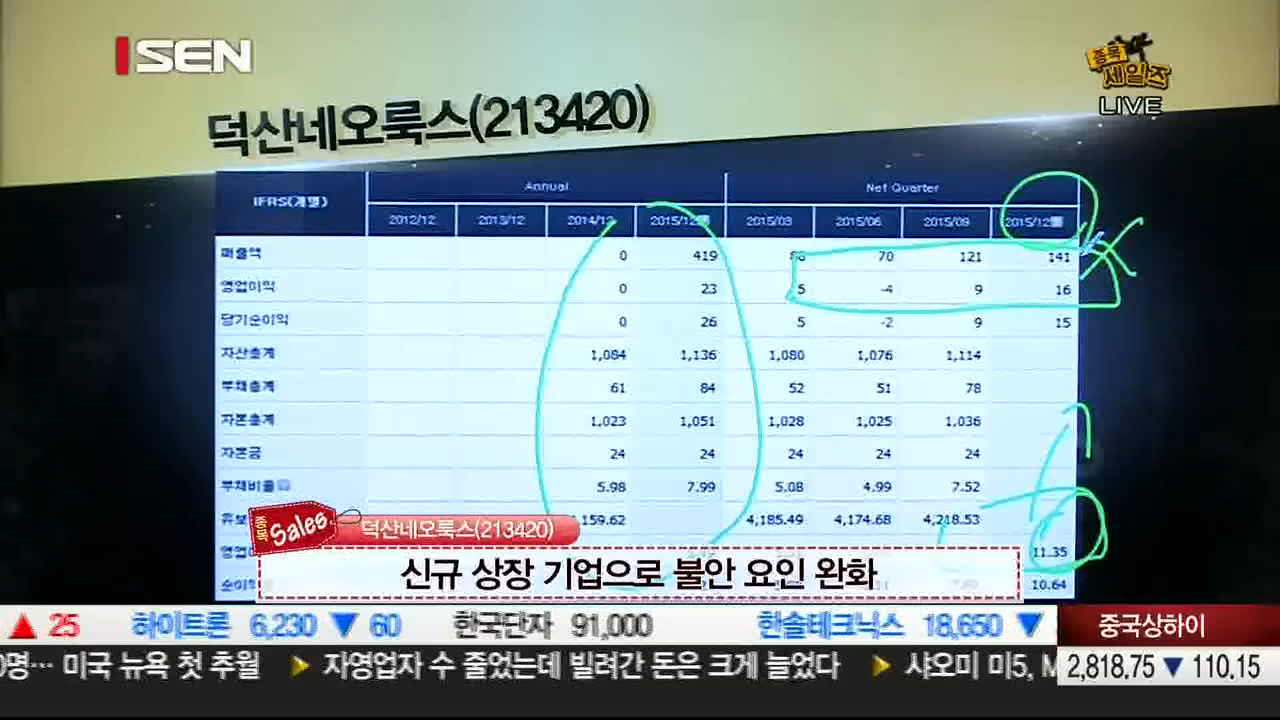 SEN
종목
세일즈
LIVE
덕산네오룩스(213420)
IFRS(개별) Annual Net Quarter
2012/12 2013/12 2014/12 2015/12 2015/03 2015/06 2015/09 2015/12
매출액 0 419 70 121 141
영업이익 0 23 5 -4 9 16
당기순이익 0 26 5 -2 9 15
자산총계 1,084 1,136 1,080 1,076 1,114
부채총계 61 84 52 51 78
자본총계 1,023 1,051 1,028 1,025 1,036
자본금 24 24 24 24 24
부채비율 5.98 7.99 5.08 4.99 7.52
159.62 4,185.49 4,174.68 4,218.53
11.35
10.64
종목 Sales 덕산네오룩스(213420)
신규 상장 기업으로 불안 요인 완화
▲ 25 하이트론 6,230 ▼ 60 한국단자 91,000 한솔테크닉스 18,650 ▼ 중국상하이
0명… 미국 뉴욕 첫 추월 ▶ 자영업자 수 줄었는데 빌려간 돈은 크게 늘었다 ▶ 샤오미 미5, M 2,818.75 ▼ 110.15